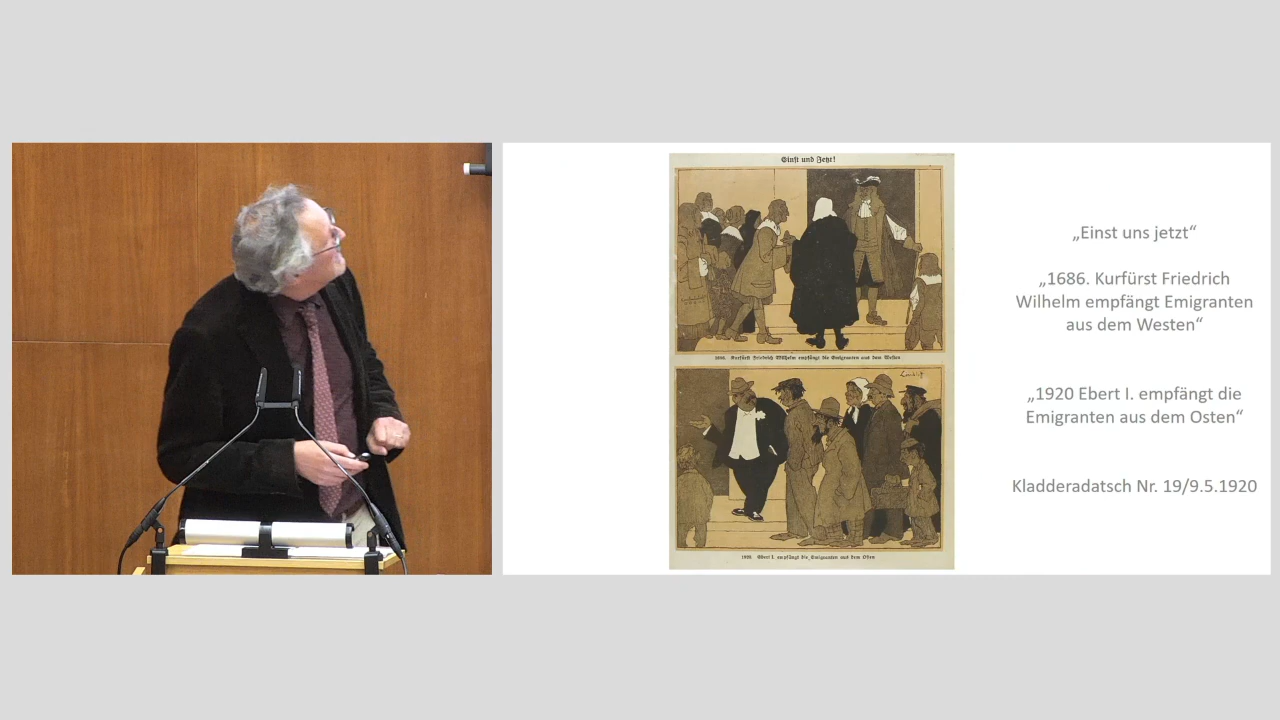 Einst und Jetzt!
1686. Kurfürst Friedrich Wilhelm empfängt die Emigranten aus dem Westen
1920. Ebert I. empfängt die Emigranten aus dem Osten
„Einst uns jetzt“
„1686. Kurfürst Friedrich
Wilhelm empfängt Emigranten
aus dem Westen“
„1920 Ebert I. empfängt die
Emigranten aus dem Osten“
Kladderadatsch Nr. 19/9.5.1920